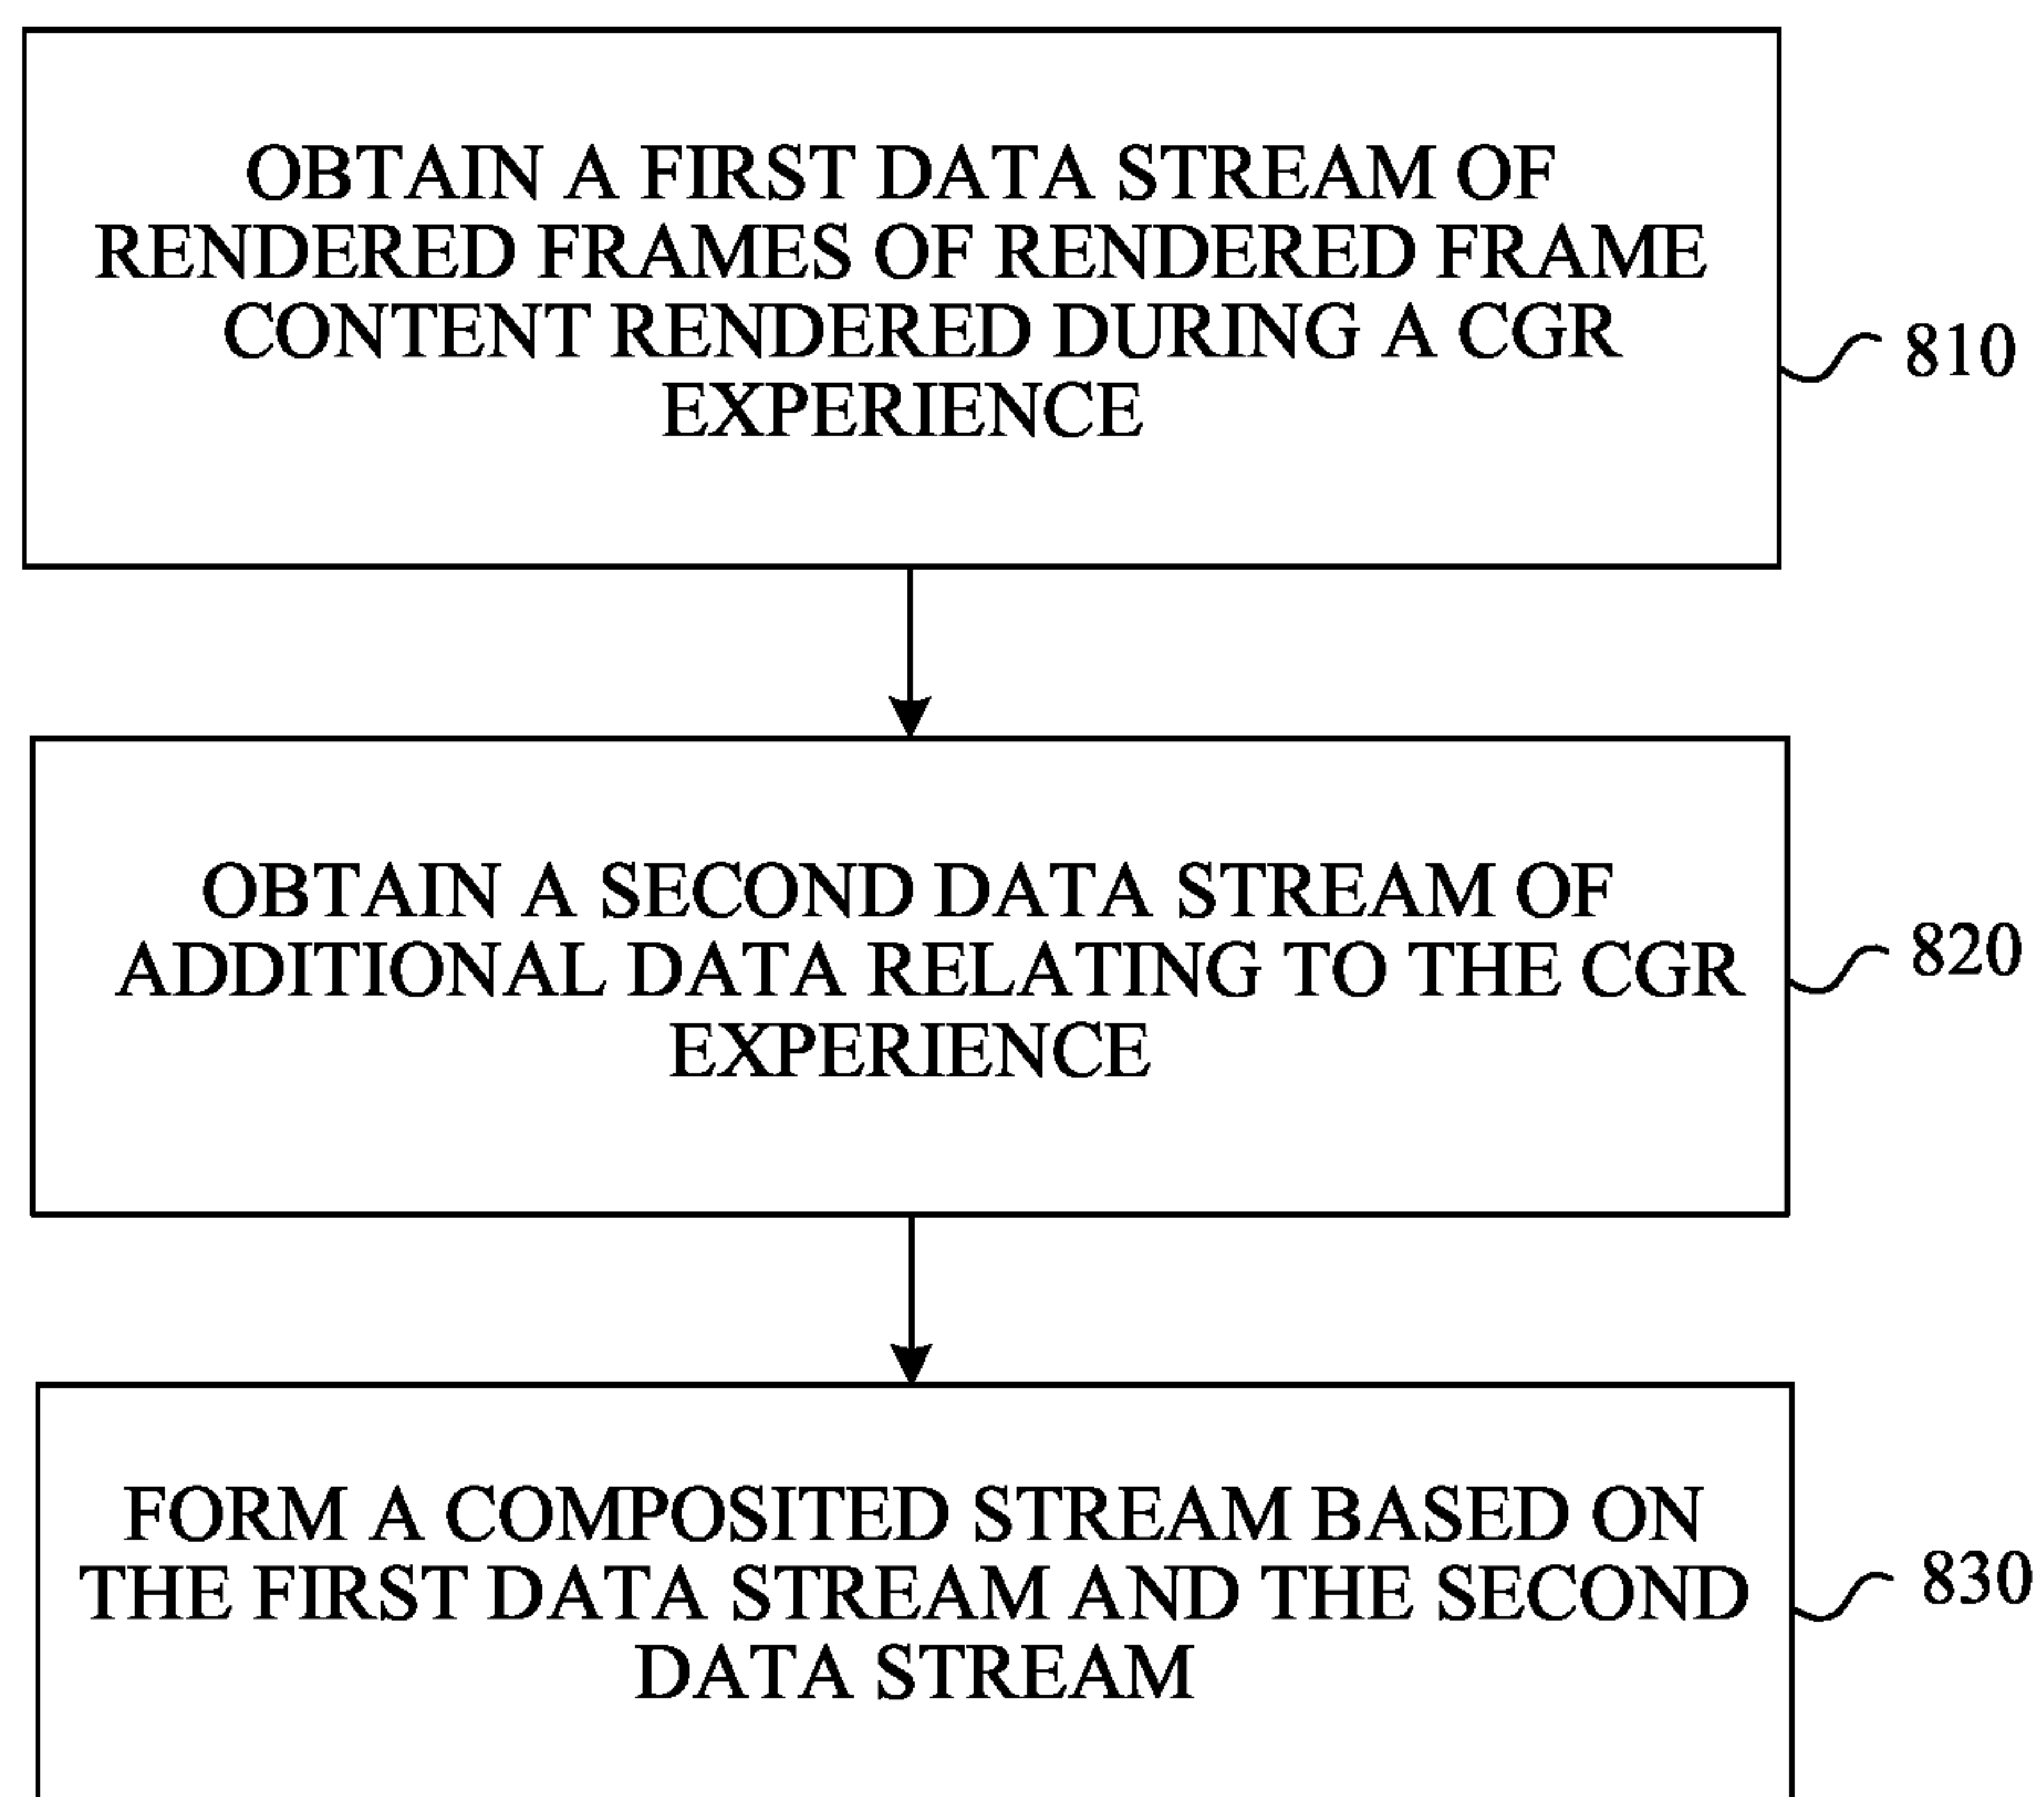 OBTAIN A FIRST DATA STREAM OF
RENDERED FRAMES OF RENDERED FRAME
CONTENT RENDERED DURING A CGR
EXPERIENCE
810
OBTAIN A SECOND DATA STREAM OF
ADDITIONAL DATA RELATING TO THE CGR
EXPERIENCE
820
FORM A COMPOSITED STREAM BASED ON
THE FIRST DATA STREAM AND THE SECOND
DATA STREAM
830